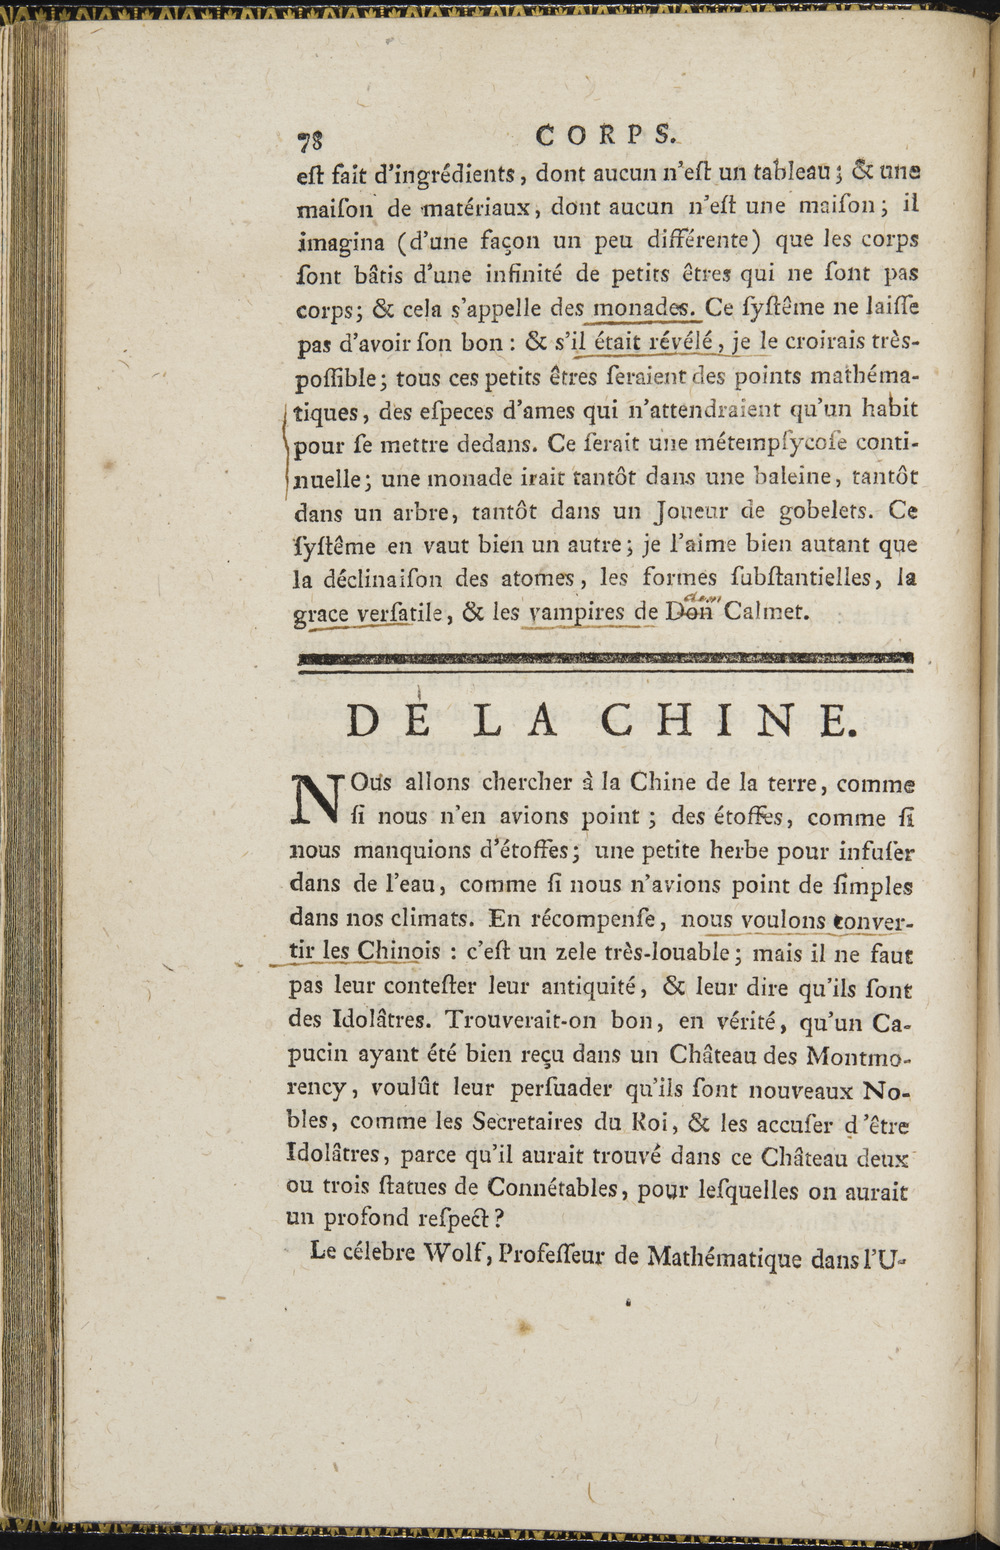 78 CORPS.
eſt fait d'ingrédients, dont aucun n'eſt un tableau; & une
maiſon de matériaux, dont aucun n'eſt une maiſon; il
imagina (d'une façon un peu différente) que les corps
ſont bâtis d'une infinité de petits êtres qui ne ſont pas
corps; & cela s'appelle des monades. Ce ſyſtême ne laiſſe
pas d'avoir ſon bon : & s'il était révélé, je le croirais très-
poſſible; tous ces petits êtres ſeraient des points mathéma-
tiques, des eſpeces d'ames qui n'attendraient qu'un habit
pour ſe mettre dedans. Ce ſerait une métempſycoſe conti-
nuelle; une monade irait tantôt dans une baleine, tantôt
dans un arbre, tantôt dans un Joueur de gobelets. Ce
ſyſtême en vaut bien un autre; je l'aime bien autant que
la déclinaiſon des atomes, les formes ſubſtantielles, la
dom
grace verſatile, & les vampires de Don Calmet.
DE LA CHINE.
NOus allons chercher à la Chine de la terre, comme
ſi nous n'en avions point ; des étoffes, comme ſi
nous manquions d'étoffes; une petite herbe pour infuſer
dans de l'eau, comme ſi nous n'avions point de ſimples
dans nos climats. En récompenſe, nous voulons conver-
tir les Chinois : c'eſt un zele très-louable; mais il ne faut
pas leur conteſter leur antiquité, & leur dire qu'ils ſont
des Idolâtres. Trouverait-on bon, en vérité, qu'un Ca-
pucin ayant été bien reçu dans un Château des Montmo-
rency, voulût leur perſuader qu'ils ſont nouveaux No-
bles, comme les Secretaires du Roi, & les accuſer d'être
Idolâtres, parce qu'il aurait trouvé dans ce Château deux
ou trois ſtatues de Connétables, pour leſquelles on aurait
un profond reſpect ?
Le célebre Wolf, Profeſſeur de Mathématique dans l'U-